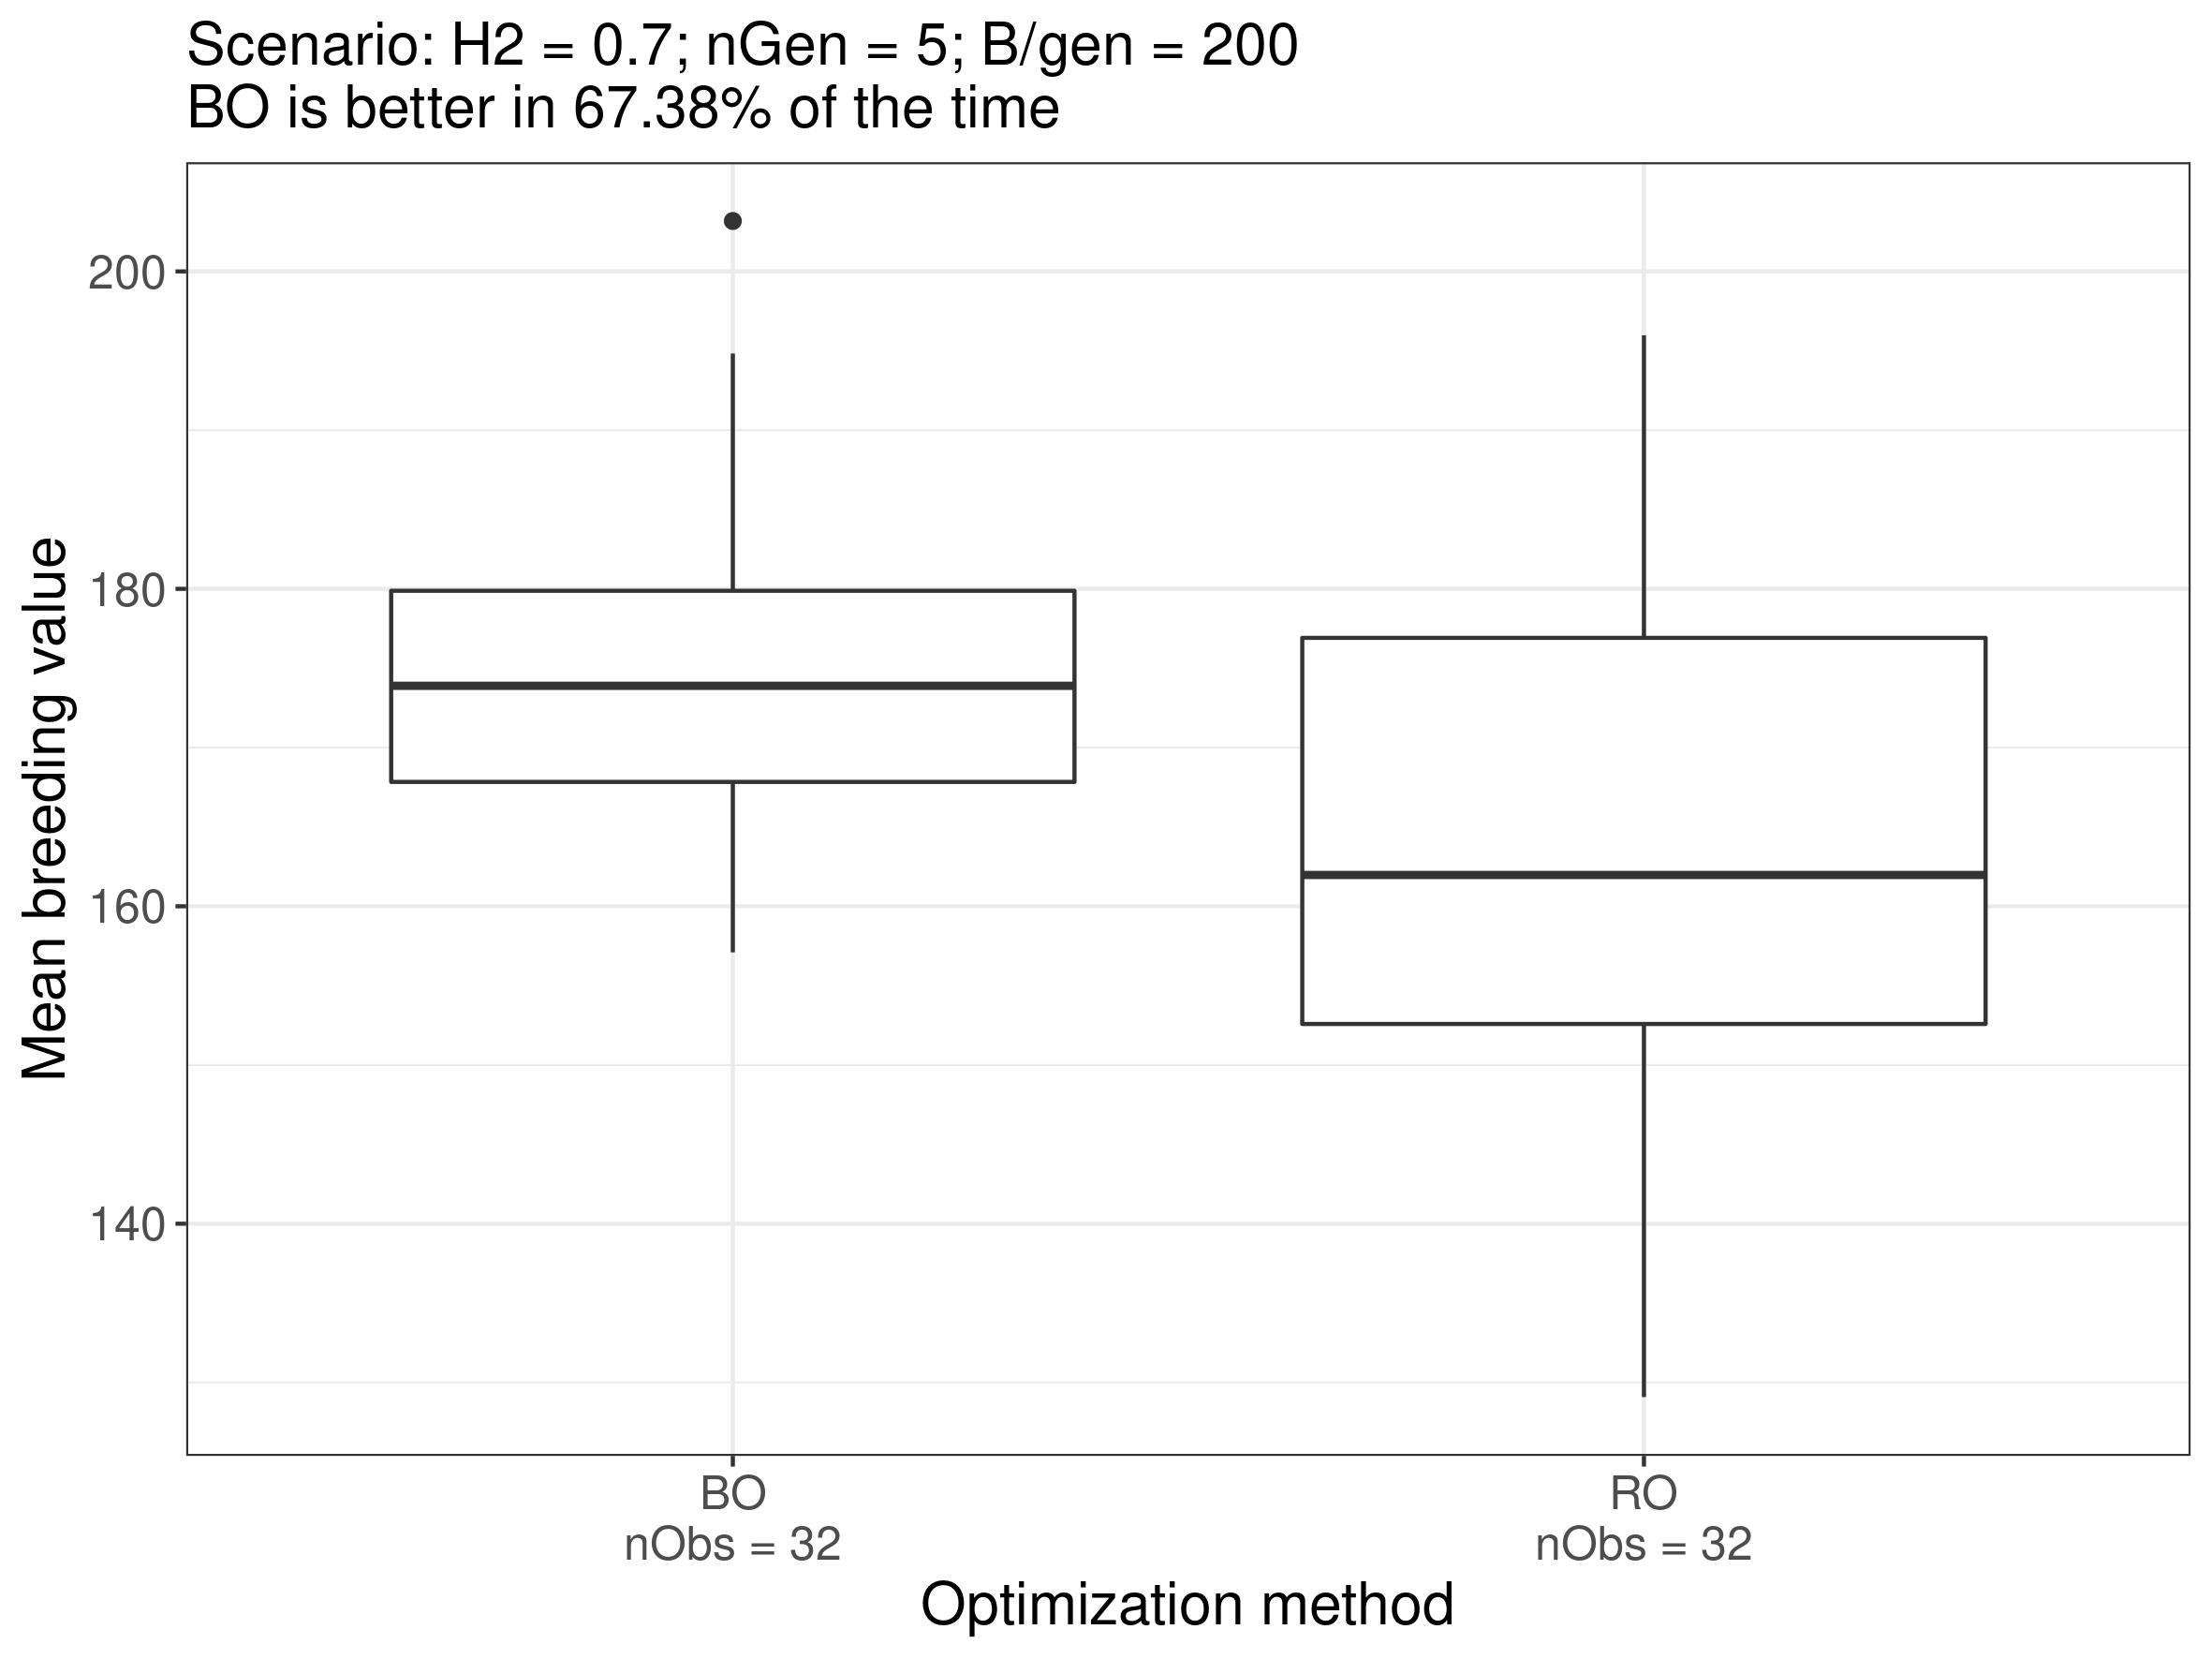 Scenario: H2 = 0.7; nGen = 5; B/gen = 200
BO is better in 67.38% of the time
Mean breeding value
200
180
160
140
BO
nObs = 32
RO
nObs = 32
Optimization method